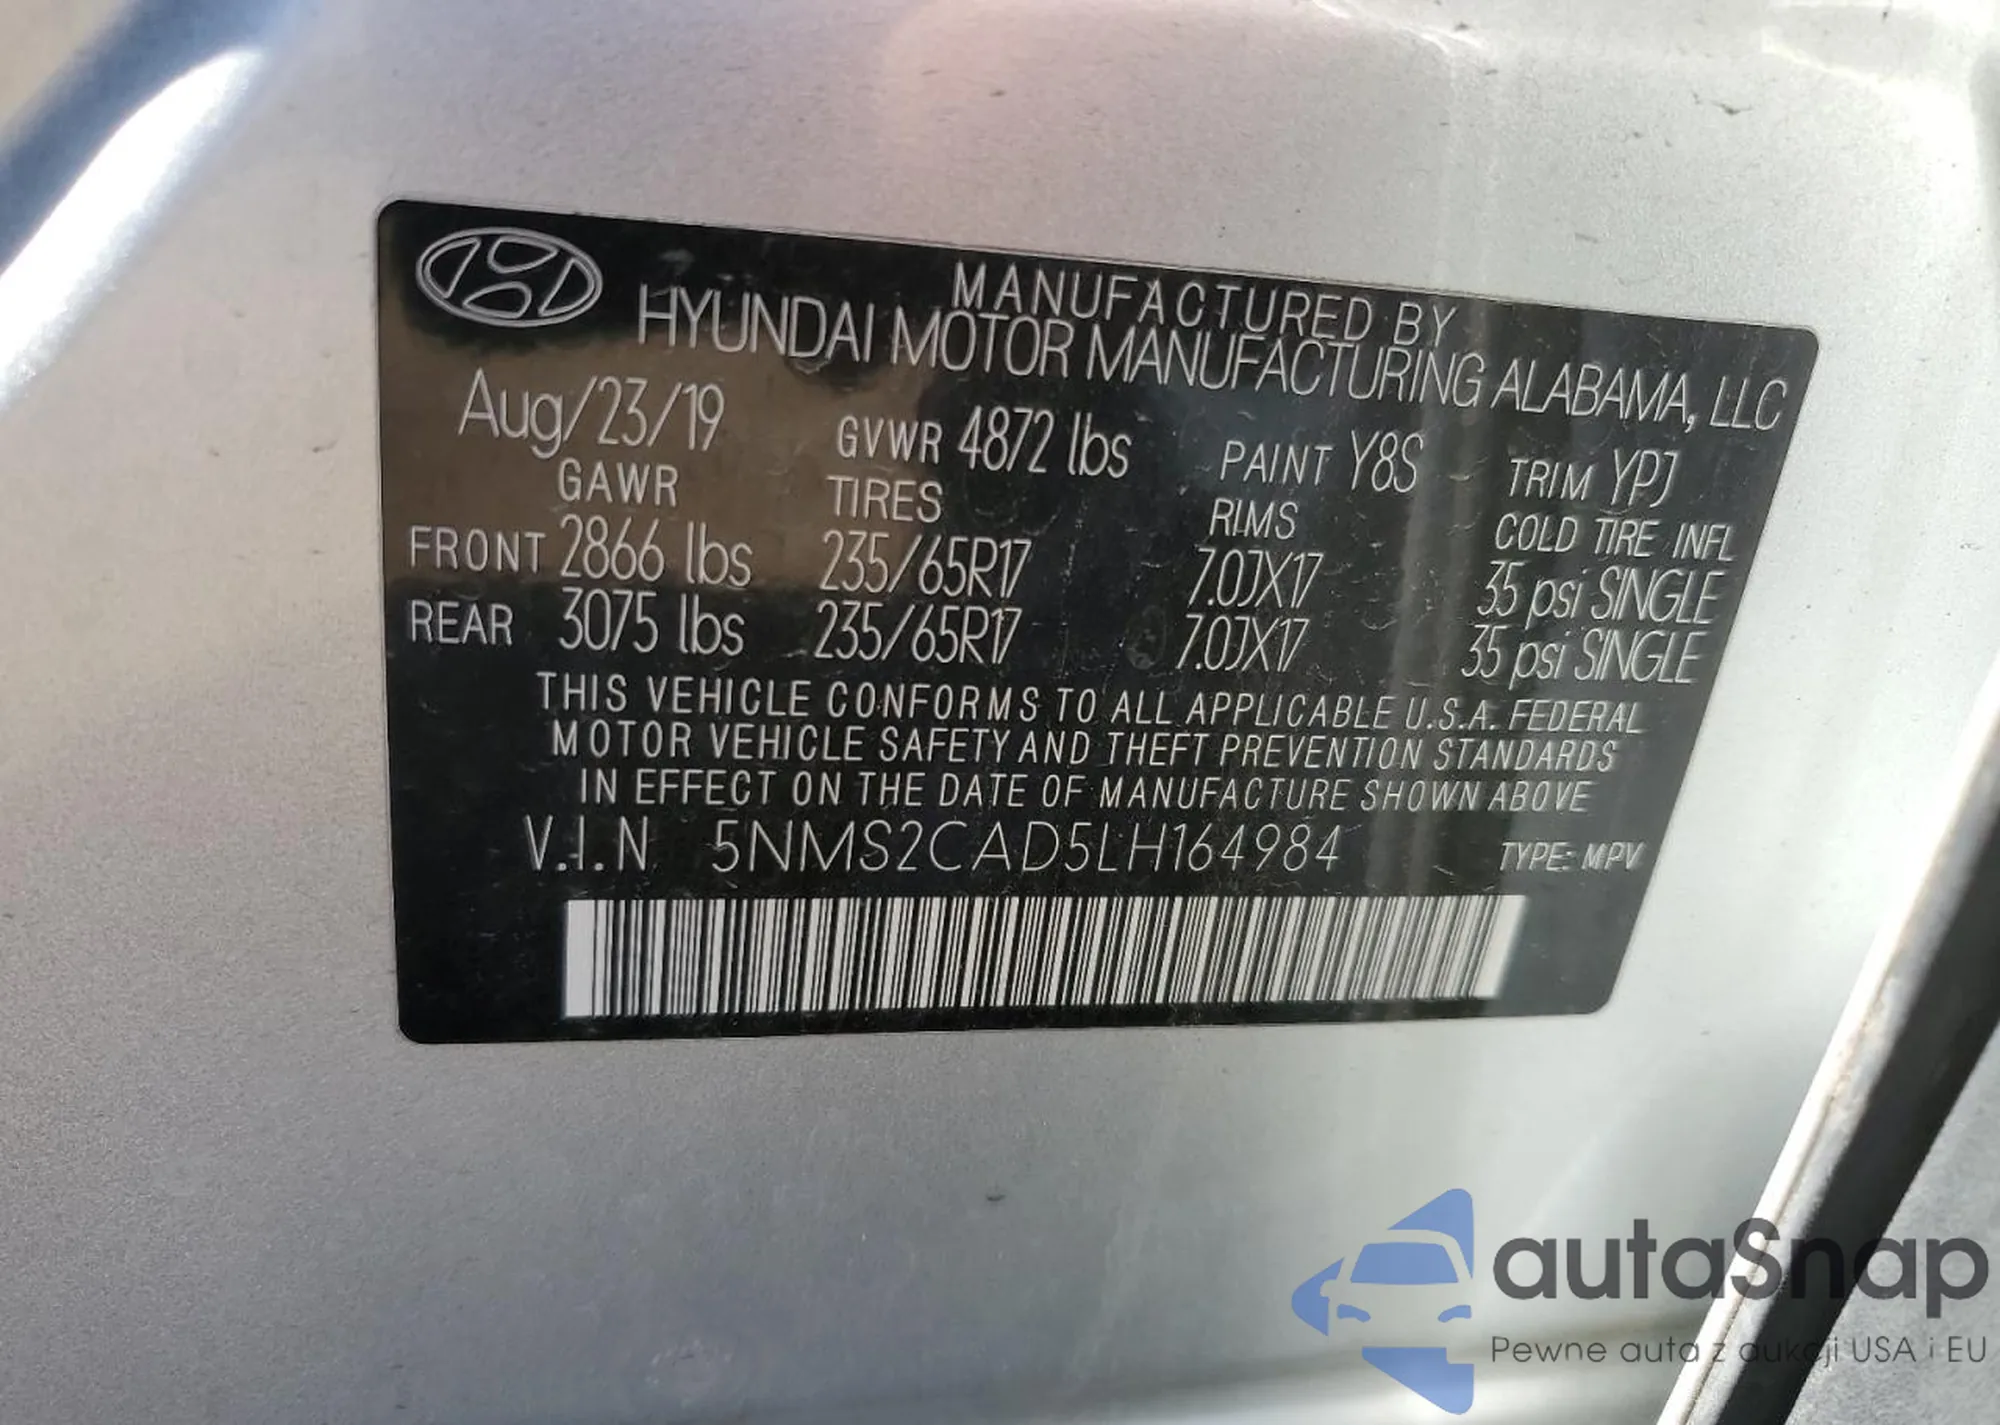 MANUFACTURED BY
HYUNDAI MOTOR MANUFACTURING ALABAMA, LLC
Aug/23/19 GVWR 4872 lbs PAINT Y8S TRIM YPJ
GAWR TIRES RIMS COLD TIRE INFL
FRONT 2866 lbs 235/65R17 7.0JX17 35 psi SINGLE
REAR 3075 lbs 235/65R17 7.0JX17 35 psi SINGLE
THIS VEHICLE CONFORMS TO ALL APPLICABLE U.S.A. FEDERAL
MOTOR VEHICLE SAFETY AND THEFT PREVENTION STANDARDS
IN EFFECT ON THE DATE OF MANUFACTURE SHOWN ABOVE
V.I.N 5NMS2CAD5LH164984 TYPE: MPV
autoSnap
Pewne auta z aukcji USA i EU